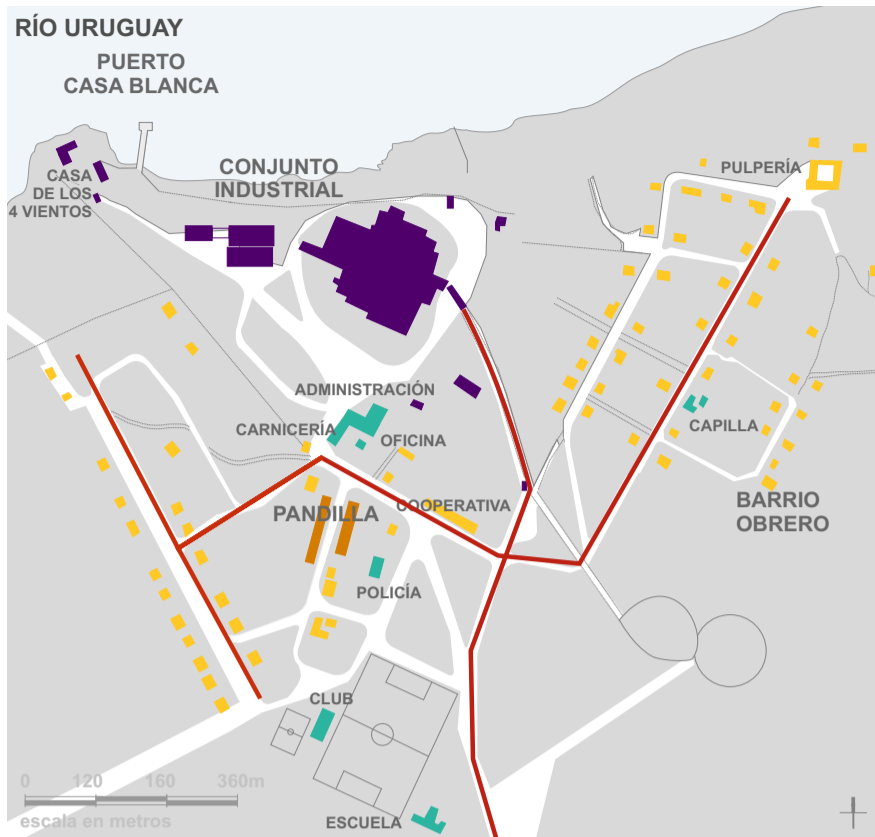 RÍO URUGUAY
PUERTO
CASA BLANCA
CASA
DE LOS
4 VIENTOS
CONJUNTO
INDUSTRIAL
PULPERÍA
ADMINISTRACIÓN
CARNICERÍA
OFICINA
CAPILLA
PANDILLA
COOPERATIVA
BARRIO
OBRERO
POLICÍA
CLUB
0 120 160 360m
escala en metros
ESCUELA